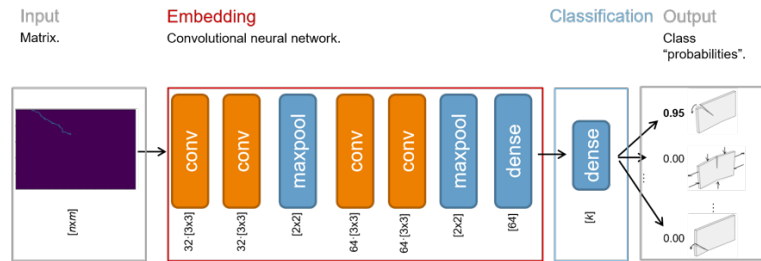 Input
Matrix.
Embedding
Convolutional neural network.
Classification
Output
Class
“probabilities”.
[nxm]
conv
32·[3x3]
conv
32·[3x3]
maxpool
[2x2]
conv
64·[3x3]
conv
64·[3x3]
maxpool
[2x2]
dense
[64]
dense
[k]
0.95
0.00
...
⋮
0.00